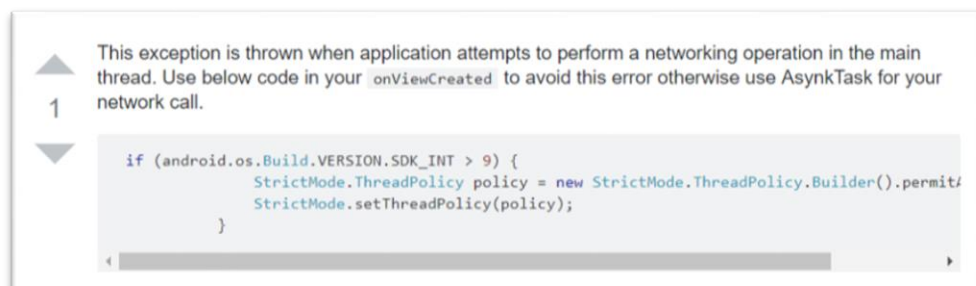 This exception is thrown when application attempts to perform a networking operation in the main
thread. Use below code in your onViewCreated to avoid this error otherwise use AsynkTask for your
1
network call.
if (android.os.Build.VERSION.SDK_INT > 9) {
StrictMode.ThreadPolicy policy = new StrictMode.ThreadPolicy.Builder().permit
StrictMode.setThreadPolicy(policy);
}